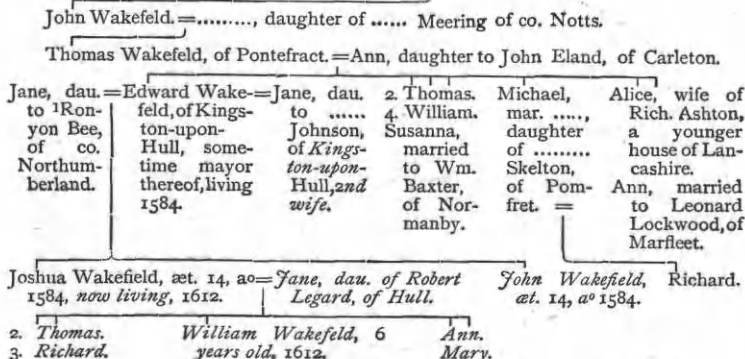 John Wakefeld.=........., daughter of ...... Meering of co. Notts.
Thomas Wakefeld, of Pontefract.=Ann, daughter to John Eland, of Carleton.
Jane, dau.
to ¹Ron-
yon Bee,
of co.
Northum-
berland.
=Edward Wake-
feld, of Kings-
ton-upon-
Hull, some-
time mayor
thereof, living
1584.
=Jane, dau.
to ......
Johnson,
of Kings-
ton-upon-
Hull, 2nd
wife.
2. Thomas.
4. William.
Susanna,
married
to Wm.
Baxter,
of Nor-
manby.
Michael,
mar. .....,
daughter
of .........
Skelton,
of Pom-
fret. =
Alice, wife of
Rich. Ashton,
a younger
house of Lan-
cashire.
Ann, married
to Leonard
Lockwood, of
Marfleet.
Joshua Wakefield, æt. 14, aº
1584, now living, 1612.
=Jane, dau. of Robert
Legard, of Hull.
John Wakefield,
æt. 14, aº 1584.
Richard.
2. Thomas.
3. Richard.
William Wakefeld, 6
years old, 1612.
Ann.
Mary.